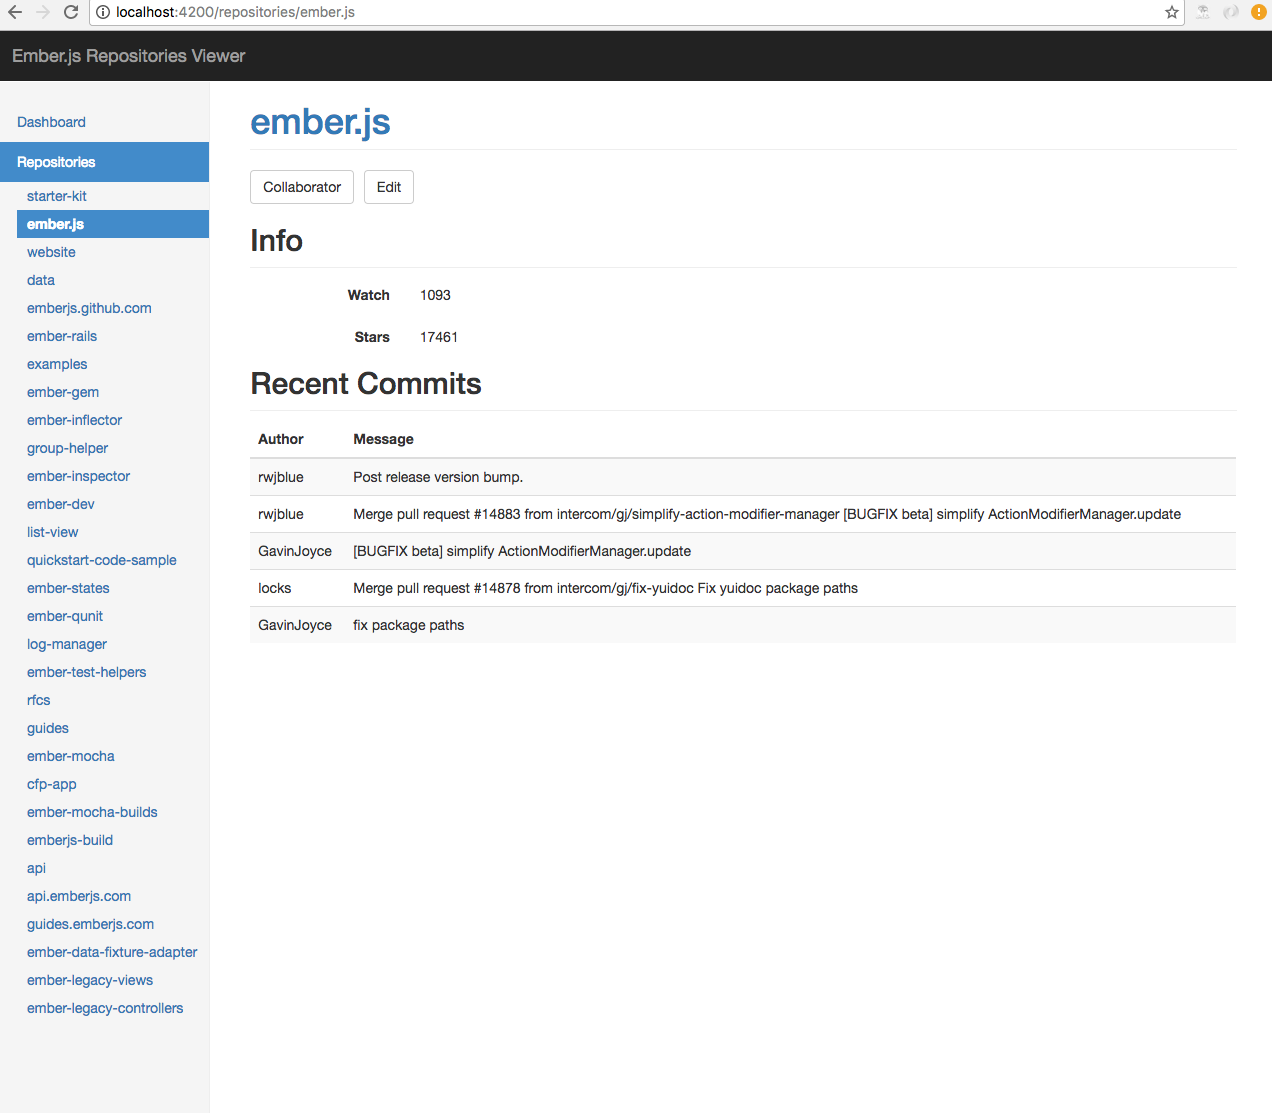 localhost:4200/repositories/ember.js
Ember.js Repositories Viewer
Dashboard
Repositories
starter-kit
ember.js
website
data
emberjs.github.com
ember-rails
examples
ember-gem
ember-inflector
group-helper
ember-inspector
ember-dev
list-view
quickstart-code-sample
ember-states
ember-qunit
log-manager
ember-test-helpers
rfcs
guides
ember-mocha
cfp-app
ember-mocha-builds
emberjs-build
api
api.emberjs.com
guides.emberjs.com
ember-data-fixture-adapter
ember-legacy-views
ember-legacy-controllers
ember.js
Collaborator Edit
Info
Watch 1093
Stars 17461
Recent Commits
Author Message
rwjblue Post release version bump.
rwjblue Merge pull request #14883 from intercom/gj/simplify-action-modifier-manager [BUGFIX beta] simplify ActionModifierManager.update
GavinJoyce [BUGFIX beta] simplify ActionModifierManager.update
locks Merge pull request #14878 from intercom/gj/fix-yuidoc Fix yuidoc package paths
GavinJoyce fix package paths